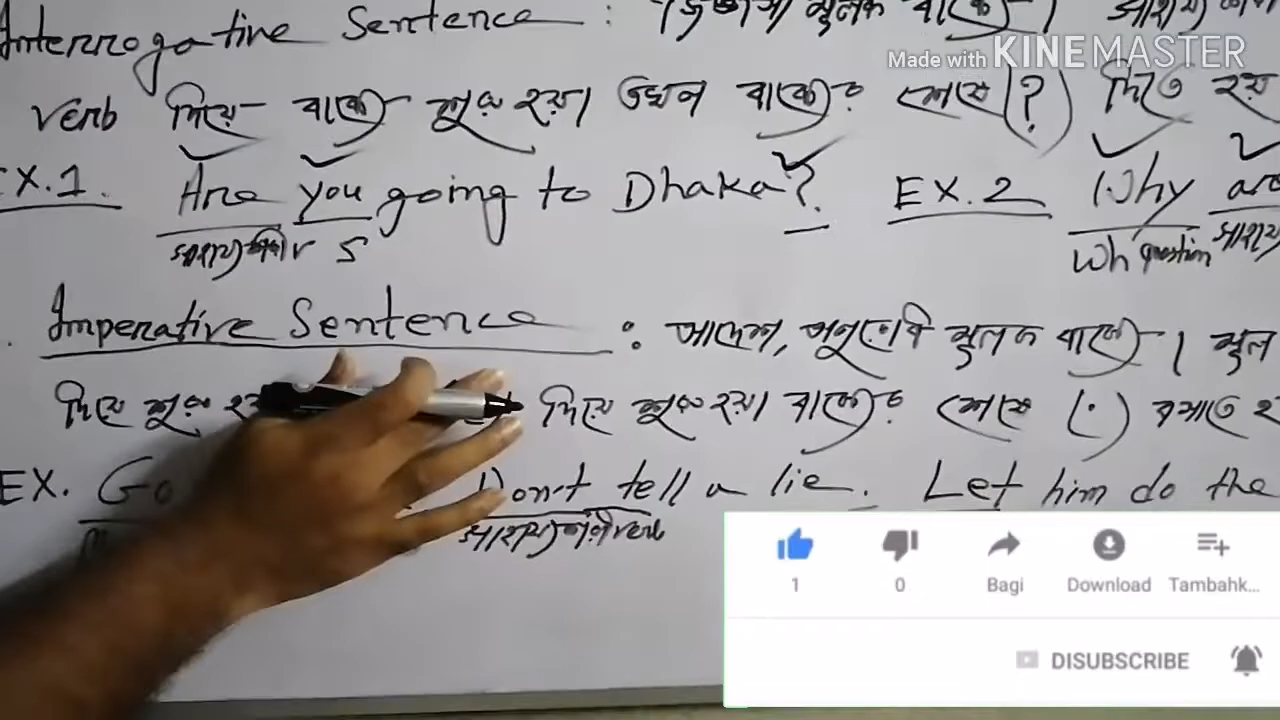 Interrogative Sentence : জিজ্ঞাসা মূলক বাক্য।
Made with KINEMASTER
Verb দিয়ে বাক্য শুরু হয়। তখন বাক্যের শেষে (?) দিতে হয়
EX.1. Are you going to Dhaka?. EX.2 Why are
সাহায্যকারী v S Wh question সাহায্য
Imperative Sentence : আদেশ, অনুরোধ মূলক বাক্য। মূল
দিয়ে শুরু দিয়ে শুরু হয়। বাক্যের শেষে (.) বসাতে হ
EX. Go Don't tell a lie. Let him do the
সাহায্যকারী verb
1 0 Bagi Download Tambahk...
DISUBSCRIBE